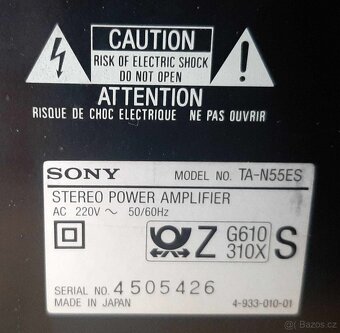 CAUTION
RISK OF ELECTRIC SHOCK
DO NOT OPEN
ATTENTION
RISQUE DE CHOC ELECTRIQUE NE PAS OUVRIR
SONY MODEL NO. TA-N55ES
STEREO POWER AMPLIFIER
AC 220V ~ 50/60Hz
Z G610 S
310X
SERIAL NO. 4505426
MADE IN JAPAN 4-933-010-01
Bazos.cz